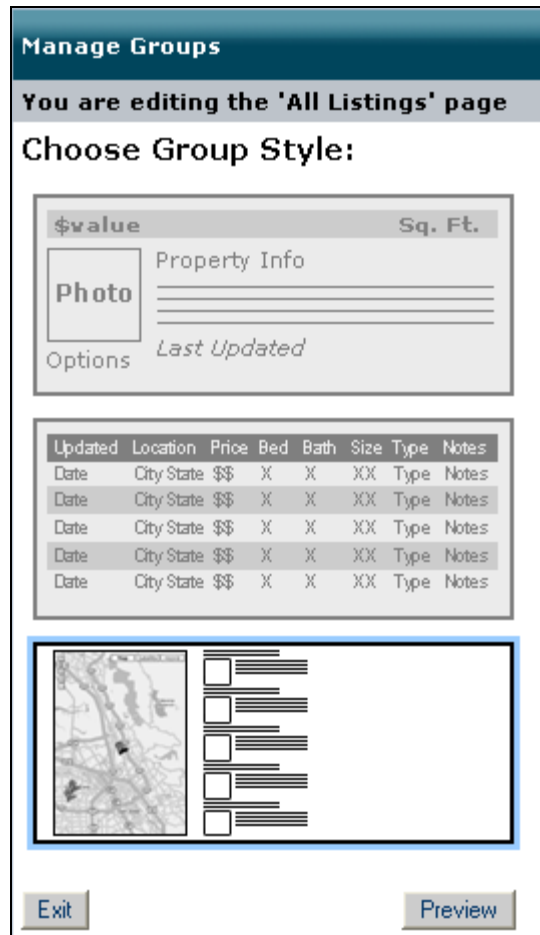 Manage Groups
You are editing the 'All Listings' page
Choose Group Style:
$value Sq. Ft.
Photo
Property Info
Last Updated
Options
Updated Location Price Bed Bath Size Type Notes
Date City State $$ X X XX Type Notes
Date City State $$ X X XX Type Notes
Date City State $$ X X XX Type Notes
Date City State $$ X X XX Type Notes
Date City State $$ X X XX Type Notes
Exit Preview